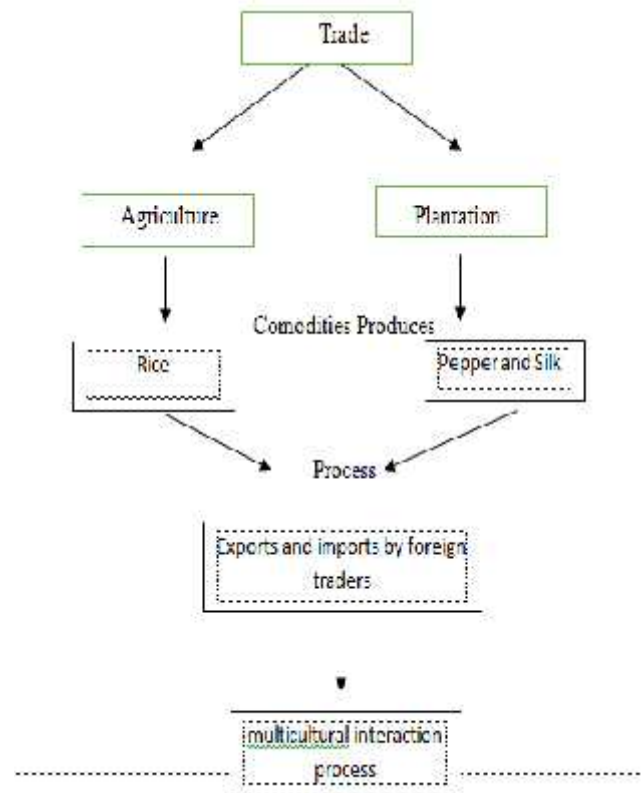 Trade
Agriculture
Plantation
Comodities Produces
Rice
Pepper and Silk
Process
Exports and imports by foreign
traders
multicultural interaction
process